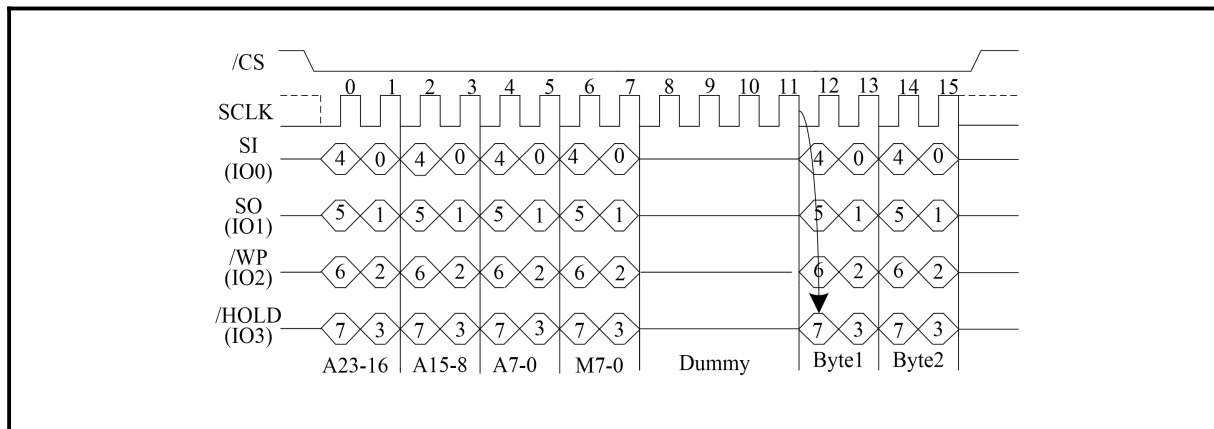 /CS
0 1 2 3 4 5 6 7 8 9 10 11 12 13 14 15
SCLK
SI
(IO0)
4 0 4 0 4 0 4 0 4 0 4 0
SO
(IO1)
5 1 5 1 5 1 5 1 5 1 5 1
/WP
(IO2)
6 2 6 2 6 2 6 2 6 2 6 2
/HOLD
(IO3)
7 3 7 3 7 3 7 3 7 3 7 3
A23-16 A15-8 A7-0 M7-0 Dummy Byte1 Byte2